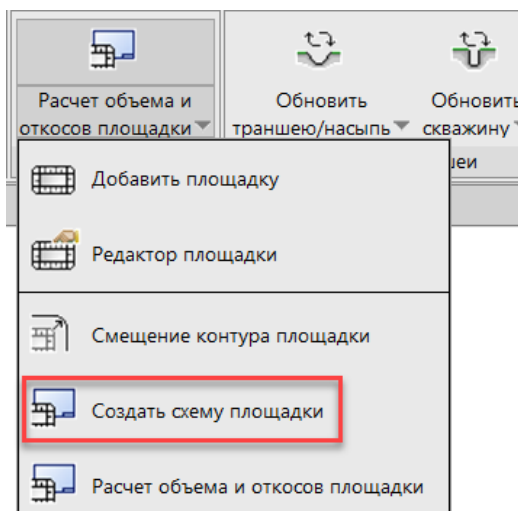 Расчет объема и
откосов площадки
Обновить
траншею/насыпь
Обновить
скважину
Добавить площадку
Редактор площадки
Смещение контура площадки
Создать схему площадки
Расчет объема и откосов площадки